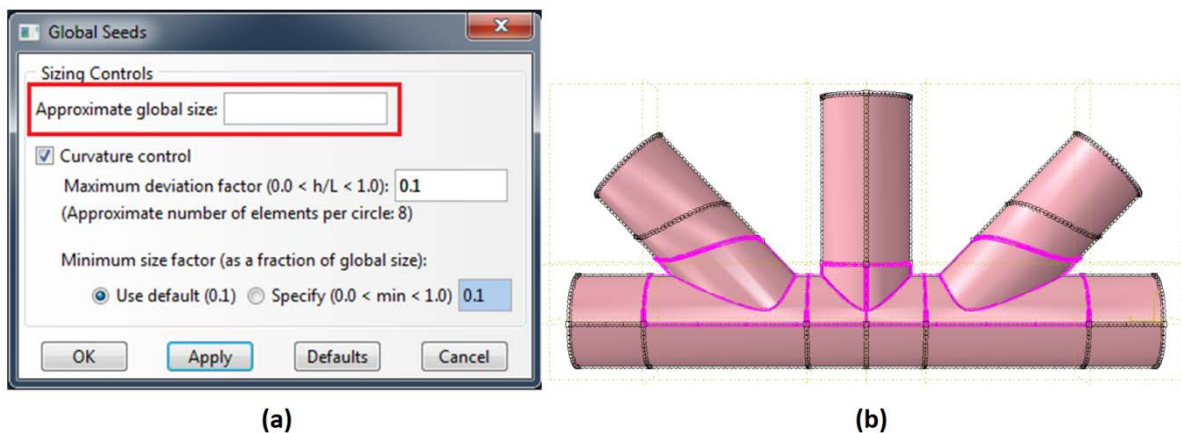 Global Seeds
Sizing Controls
Approximate global size:
Curvature control
Maximum deviation factor (0.0 < h/L < 1.0): 0.1
(Approximate number of elements per circle: 8)
Minimum size factor (as a fraction of global size):
Use default (0.1) Specify (0.0 < min < 1.0) 0.1
OK Apply Defaults Cancel
(a) (b)